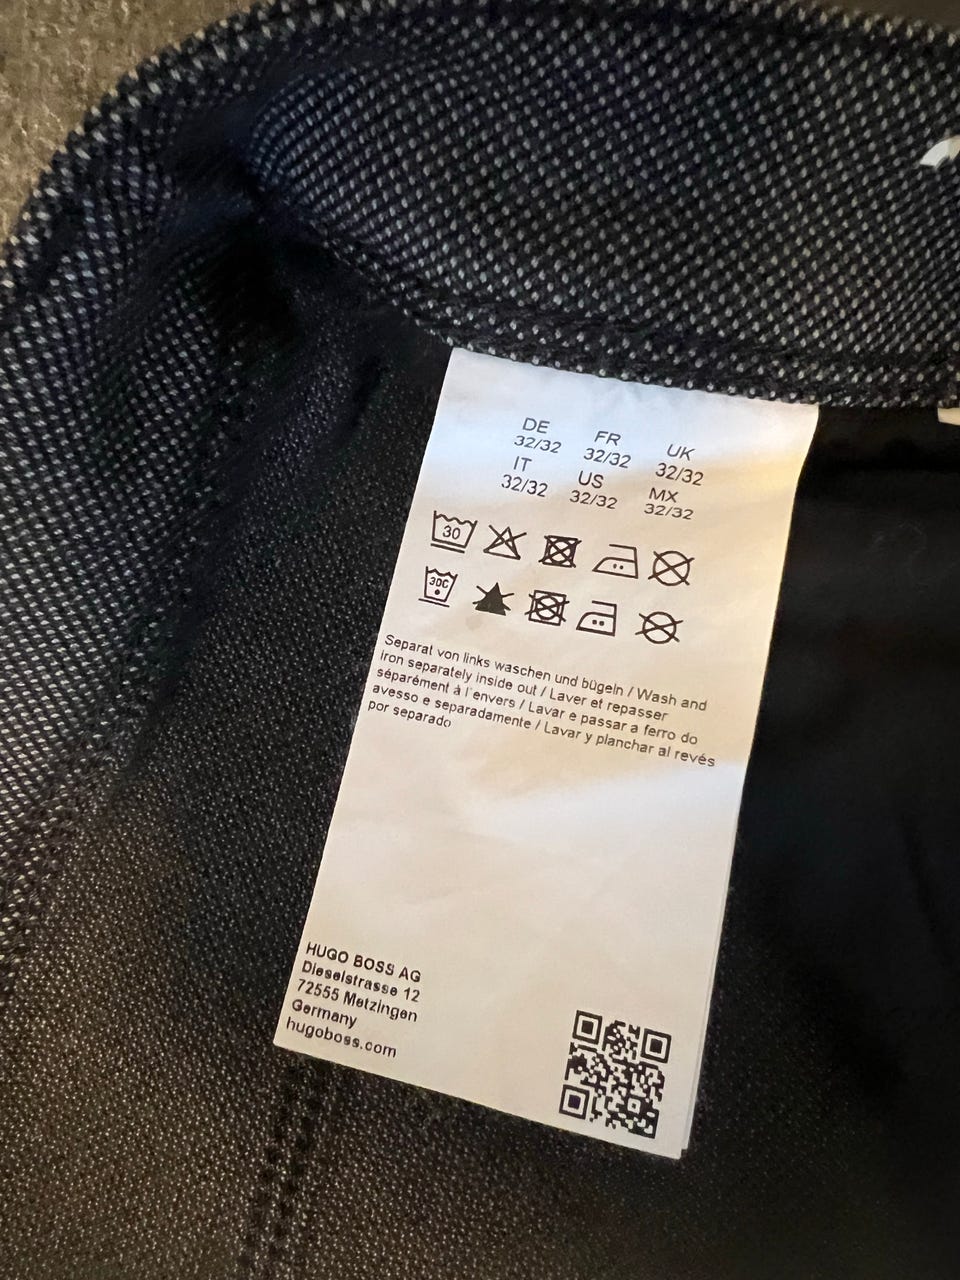 DE FR UK
32/32 32/32 32/32
IT US MX
32/32 32/32 32/32
30
30C
Separat von links waschen und bügeln / Wash and
iron separately inside out / Laver et repasser
séparément à l'envers / Lavar e passar a ferro do
avesso e separadamente / Lavar y planchar al revés
por separado
HUGO BOSS AG
Dieselstrasse 12
72555 Metzingen
Germany
hugoboss.com